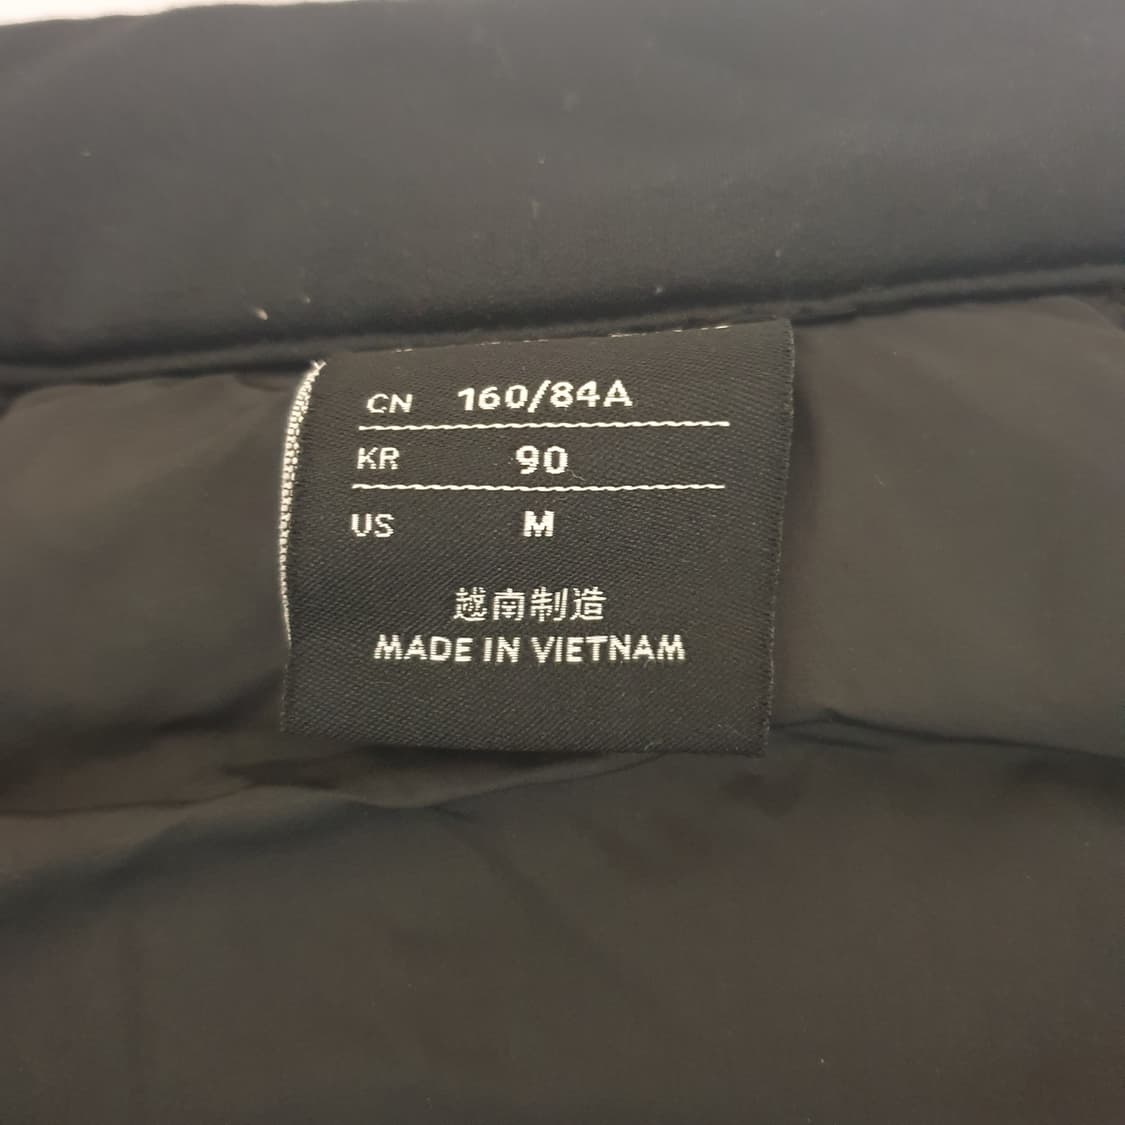 CN 160/84A
KR 90
US M
越南制造
MADE IN VIETNAM